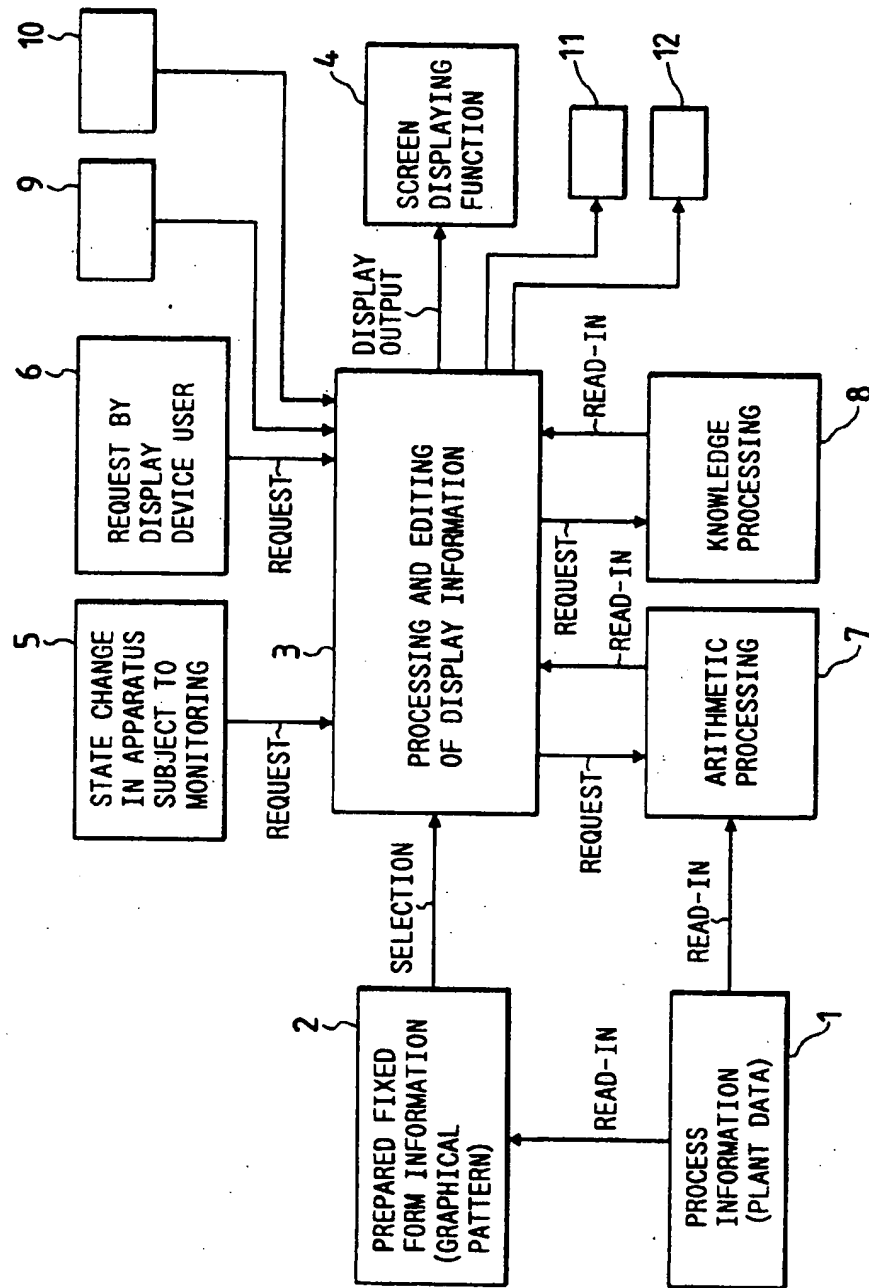 10
9
6
REQUEST BY
DISPLAY
DEVICE USER
5
STATE CHANGE
IN APPARATUS
SUBJECT TO
MONITORING
REQUEST
REQUEST
4
SCREEN
DISPLAYING
FUNCTION
DISPLAY
OUTPUT
11
12
3
PROCESSING AND EDITING
OF DISPLAY INFORMATION
SELECTION
2
PREPARED FIXED
FORM INFORMATION
(GRAPHICAL
PATTERN)
REQUEST
READ-IN
REQUEST
READ-IN
ARITHMETIC
PROCESSING
7
KNOWLEDGE
PROCESSING
8
READ-IN
READ-IN
PROCESS
INFORMATION
(PLANT DATA)
1